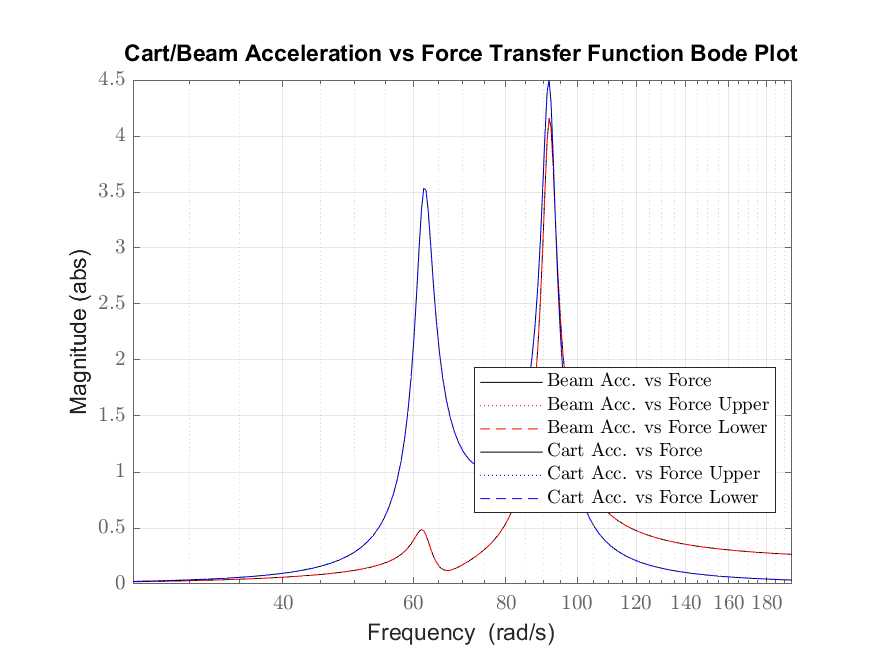 Cart/Beam Acceleration vs Force Transfer Function Bode Plot
4.5
4
3.5
3
2.5
2
1.5
1
0.5
0
Magnitude (abs)
Beam Acc. vs Force
Beam Acc. vs Force Upper
Beam Acc. vs Force Lower
Cart Acc. vs Force
Cart Acc. vs Force Upper
Cart Acc. vs Force Lower
40 60 80 100 120 140 160 180
Frequency (rad/s)